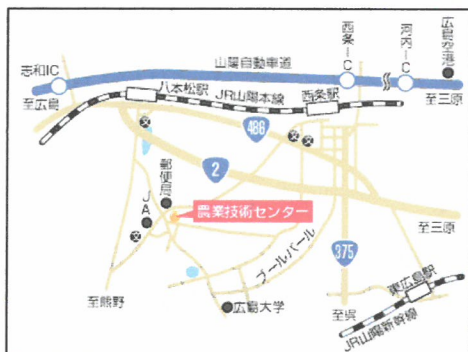 西条IC
河内IC
広島空港
志和IC
山陽自動車道
至広島
八本松駅
JR山陽本線
西条駅
至三原
文
486
文
文
2
郵便局
JA
農業技術センター
文
至三原
ブールバール
375
東広島駅
至熊野
広島大学
至呉
JR山陽新幹線